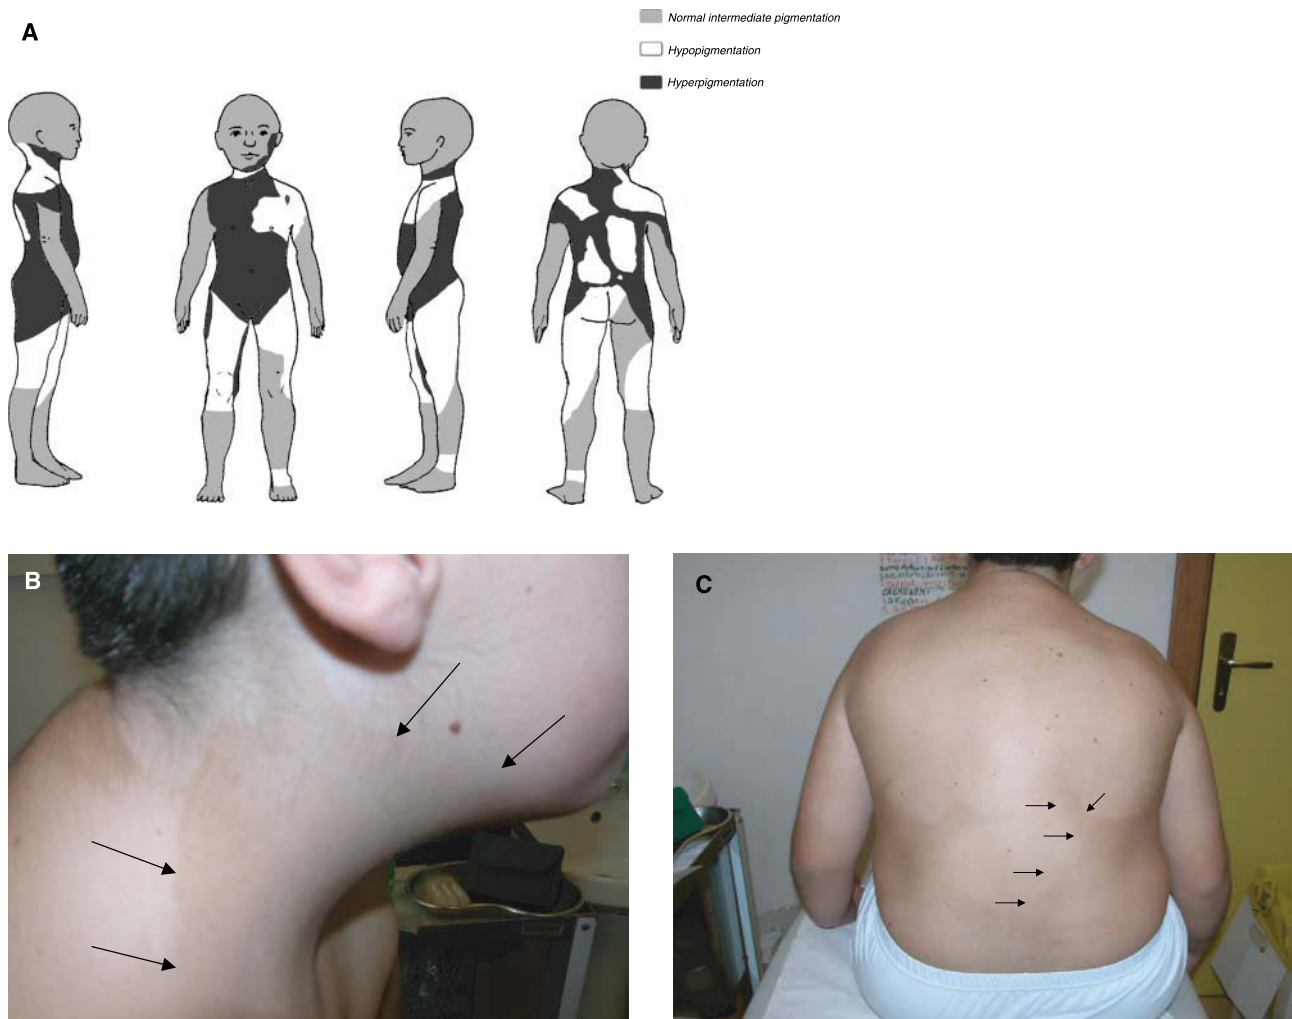 A
Normal intermediate pigmentation
Hypopigmentation
Hyperpigmentation
B
C